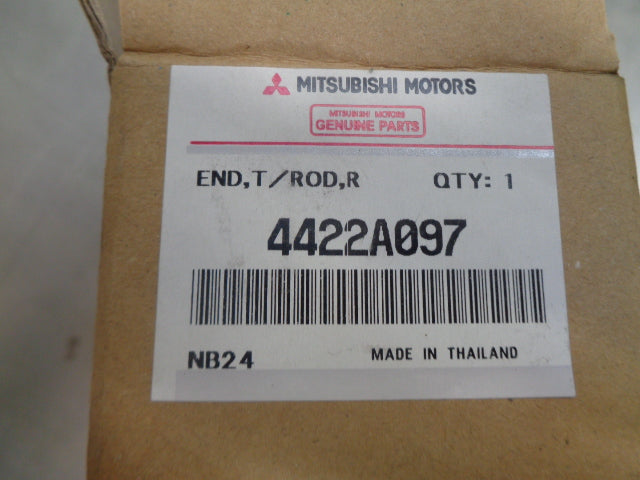 MITSUBISHI MOTORS
MITSUBISHI MOTORS
GENUINE PARTS
END,T/ROD,R QTY: 1
4422A097
NB24 MADE IN THAILAND